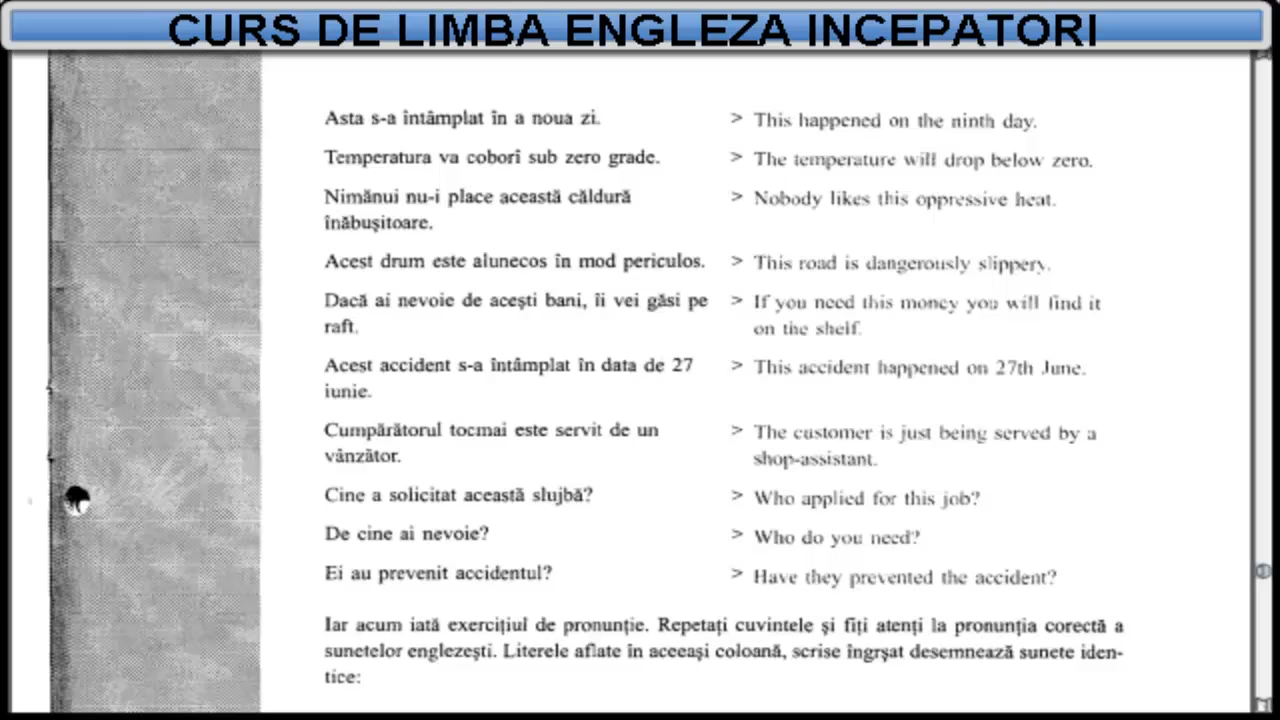 CURS DE LIMBA ENGLEZA INCEPATORI
Asta s-a întâmplat în a noua zi.
> This happened on the ninth day.
Temperatura va coborî sub zero grade.
> The temperature will drop below zero.
Nimănui nu-i place această căldură
înăbuşitoare.
> Nobody likes this oppressive heat.
Acest drum este alunecos în mod periculos.
> This road is dangerously slippery.
Dacă ai nevoie de aceşti bani, îi vei găsi pe
raft.
> If you need this money you will find it
on the shelf.
Acest accident s-a întâmplat în data de 27
iunie.
> This accident happened on 27th June.
Cumpărătorul tocmai este servit de un
vânzător.
> The customer is just being served by a
shop-assistant.
Cine a solicitat această slujbă?
> Who applied for this job?
De cine ai nevoie?
> Who do you need?
Ei au prevenit accidentul?
> Have they prevented the accident?
Iar acum iată exerciţiul de pronunţie. Repetaţi cuvintele şi fiţi atenţi la pronunţia corectă a
sunetelor englezeşti. Literele aflate în aceeaşi coloană, scrise îngrşat desemnează sunete iden-
tice: